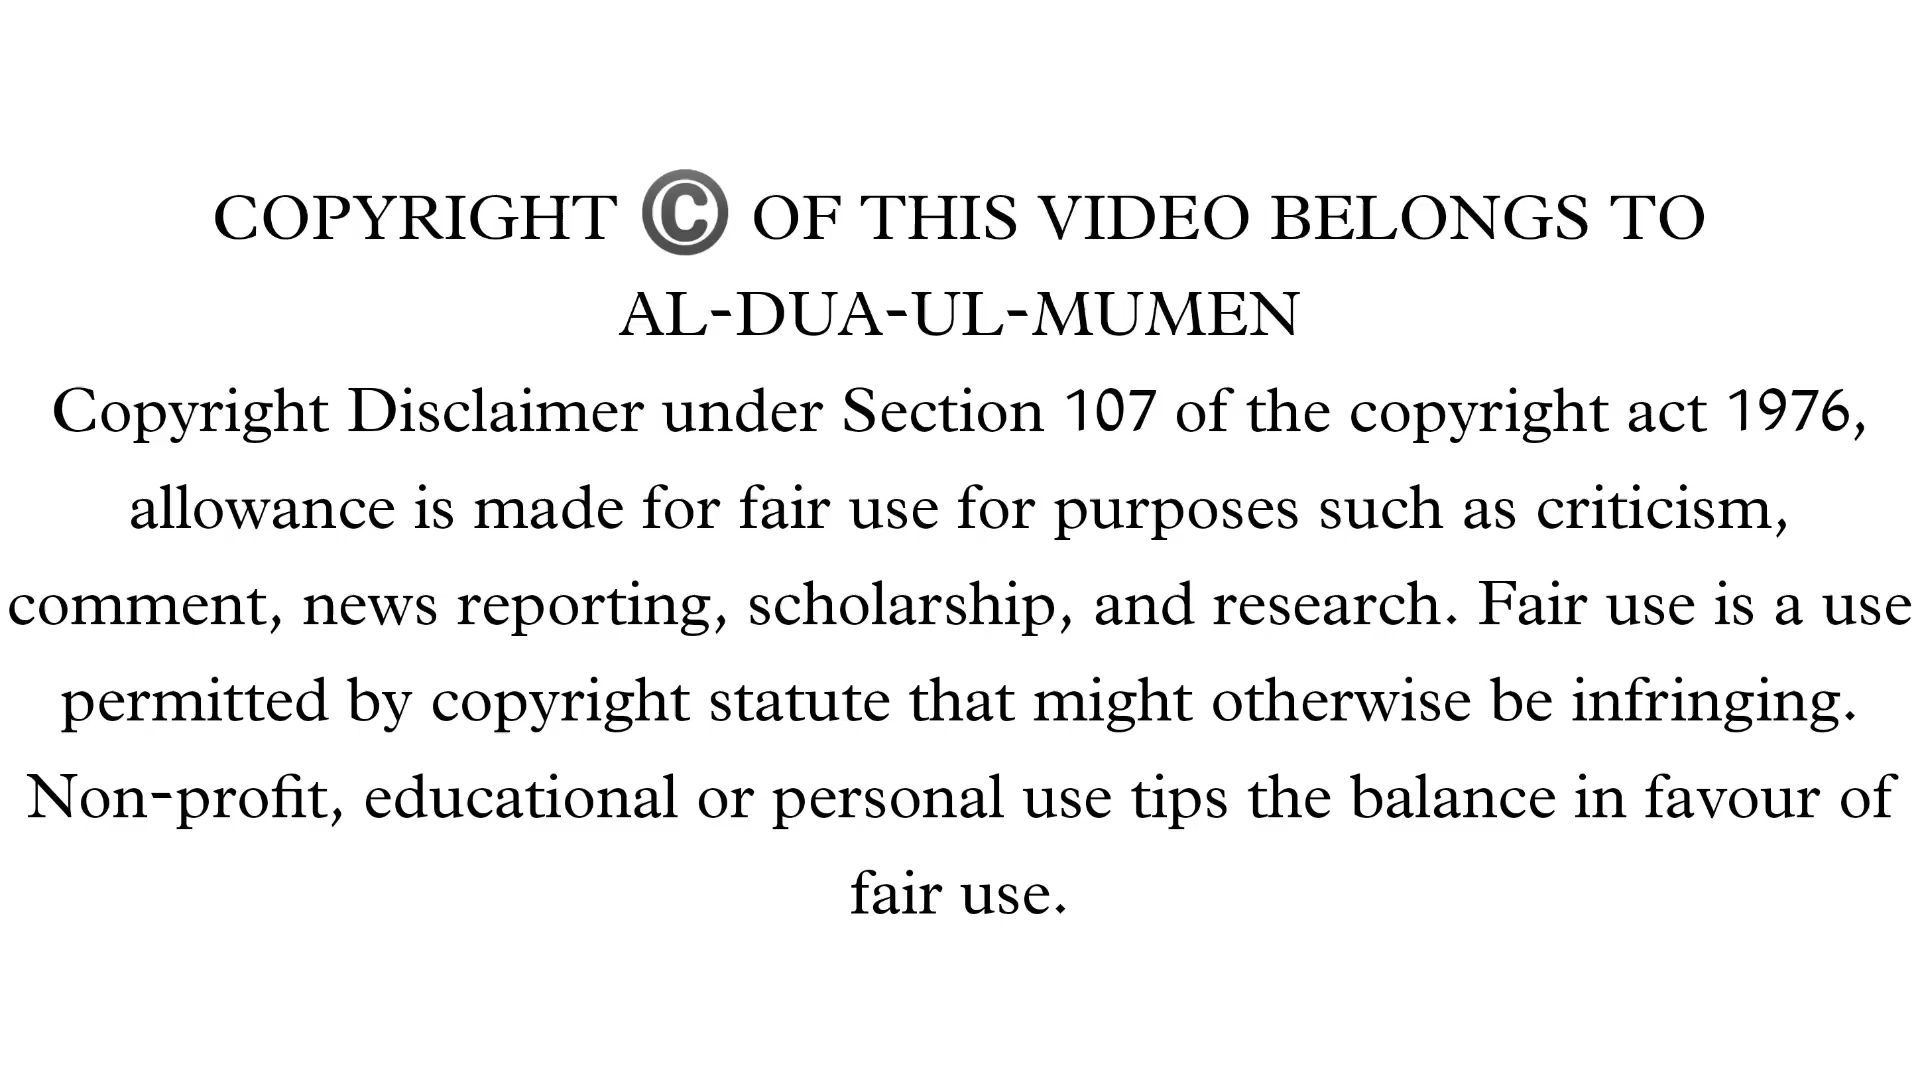 COPYRIGHT © OF THIS VIDEO BELONGS TO
AL-DUA-UL-MUMEN
Copyright Disclaimer under Section 107 of the copyright act 1976,
allowance is made for fair use for purposes such as criticism,
comment, news reporting, scholarship, and research. Fair use is a use
permitted by copyright statute that might otherwise be infringing.
Non-profit, educational or personal use tips the balance in favour of
fair use.